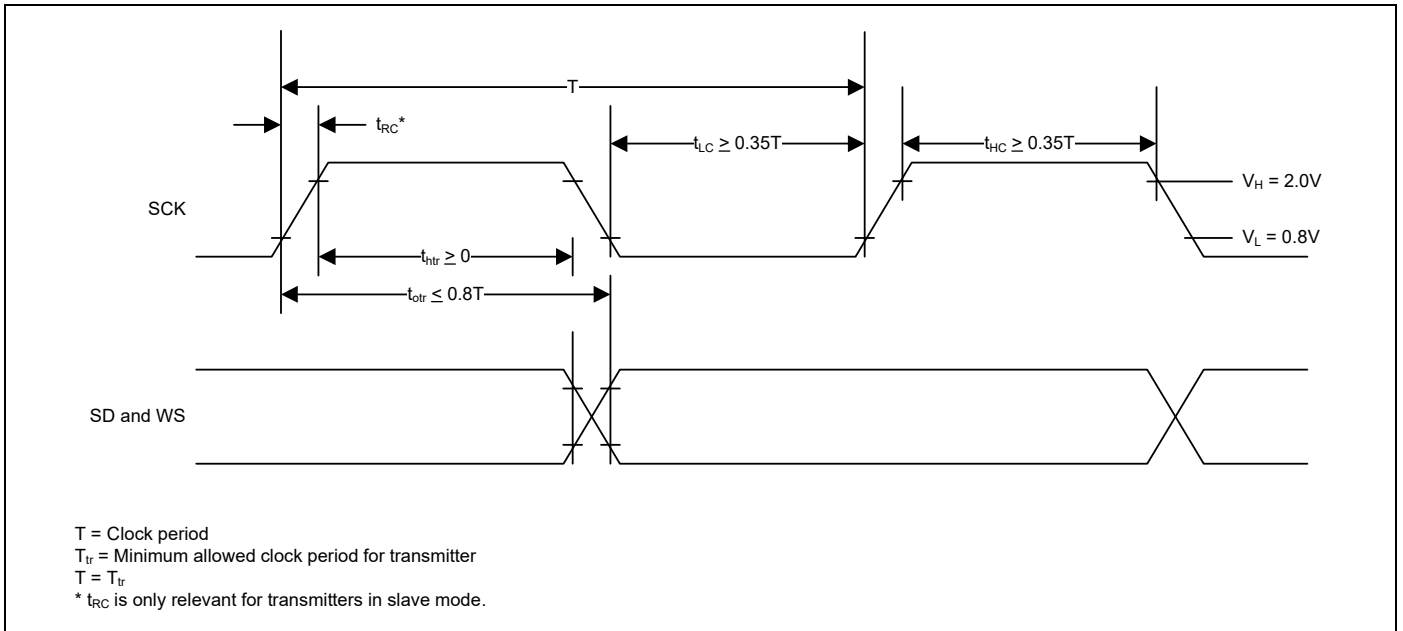 T
t_RC*
t_LC ≥ 0.35T
t_HC ≥ 0.35T
SCK
V_H = 2.0V
V_L = 0.8V
t_htr ≥ 0
t_otr ≤ 0.8T
SD and WS
T = Clock period
T_tr = Minimum allowed clock period for transmitter
T = T_tr
* t_RC is only relevant for transmitters in slave mode.